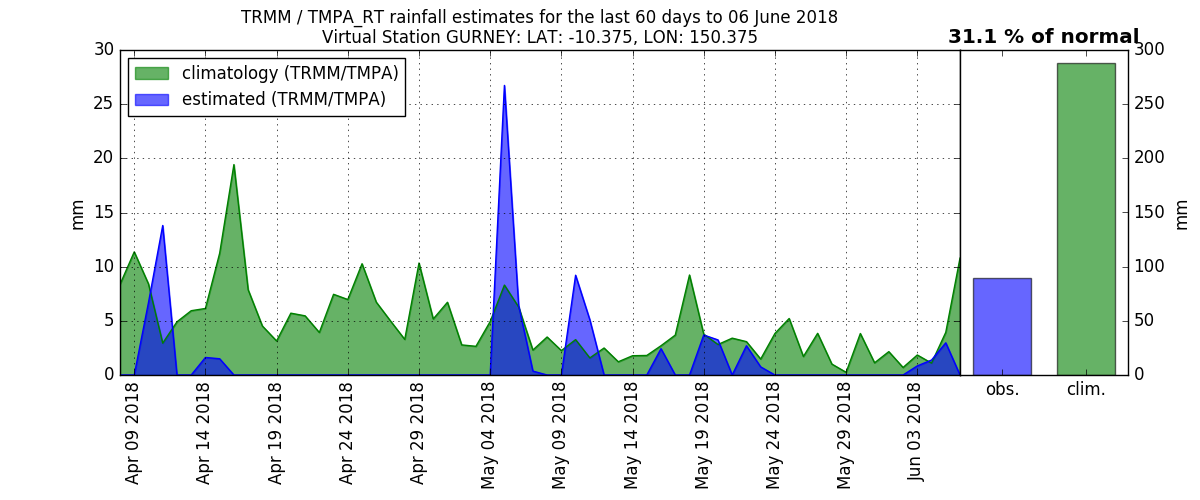 TRMM / TMPA_RT rainfall estimates for the last 60 days to 06 June 2018
Virtual Station GURNEY: LAT: -10.375, LON: 150.375
31.1 % of normal
climatology (TRMM/TMPA)
estimated (TRMM/TMPA)
30
25
20
15
10
5
0
mm
Apr 09 2018
Apr 14 2018
Apr 19 2018
Apr 24 2018
Apr 29 2018
May 04 2018
May 09 2018
May 14 2018
May 19 2018
May 24 2018
May 29 2018
Jun 03 2018
obs.
clim.
300
250
200
150
100
50
0
mm